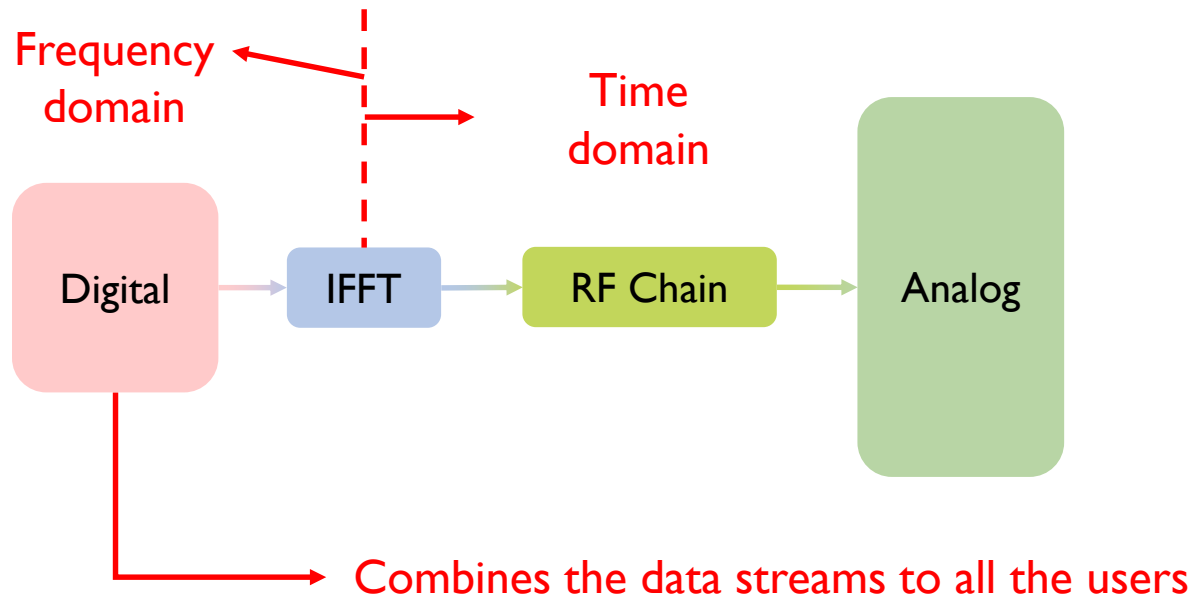 Frequency
domain
Time
domain
Digital
IFFT
RF Chain
Analog
Combines the data streams to all the users